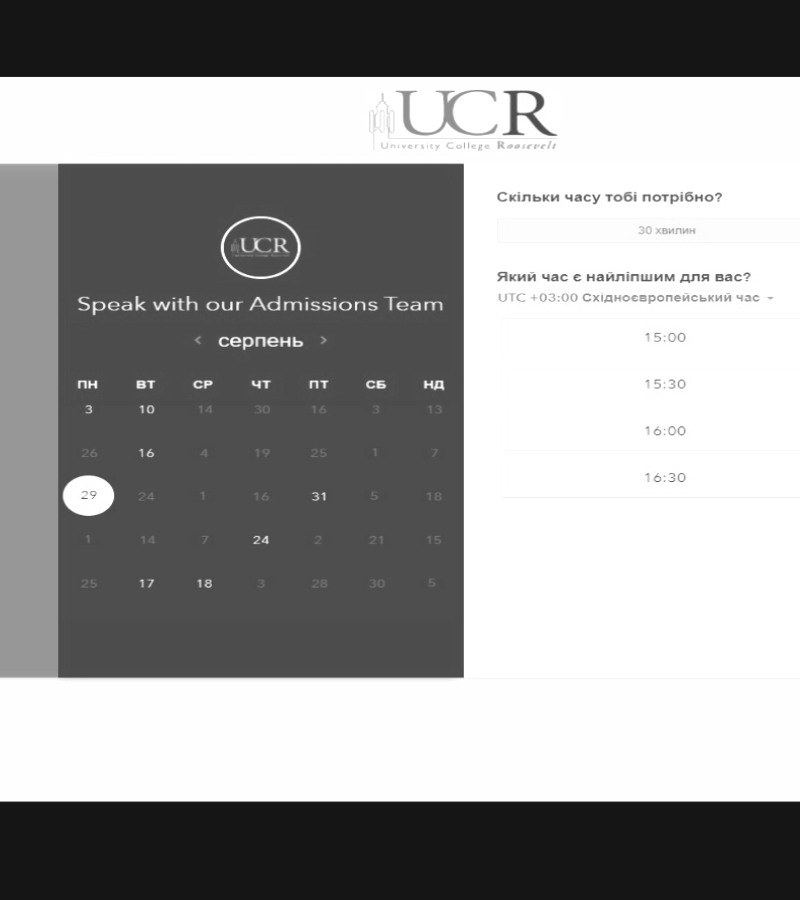 UCR
University College Roosevelt
UCR
Speak with our Admissions Team
< серпень >
ПН ВТ СР ЧТ ПТ СБ НД
3 10 14 30 16 3 13
26 16 4 19 25 1 7
29 24 1 16 31 5 18
1 14 7 24 2 21 15
25 17 18 3 28 30 5
Скільки часу тобі потрібно?
30 хвилин
Який час є найліпшим для вас?
UTC +03:00 Східноєвропейський час
15:00
15:30
16:00
16:30